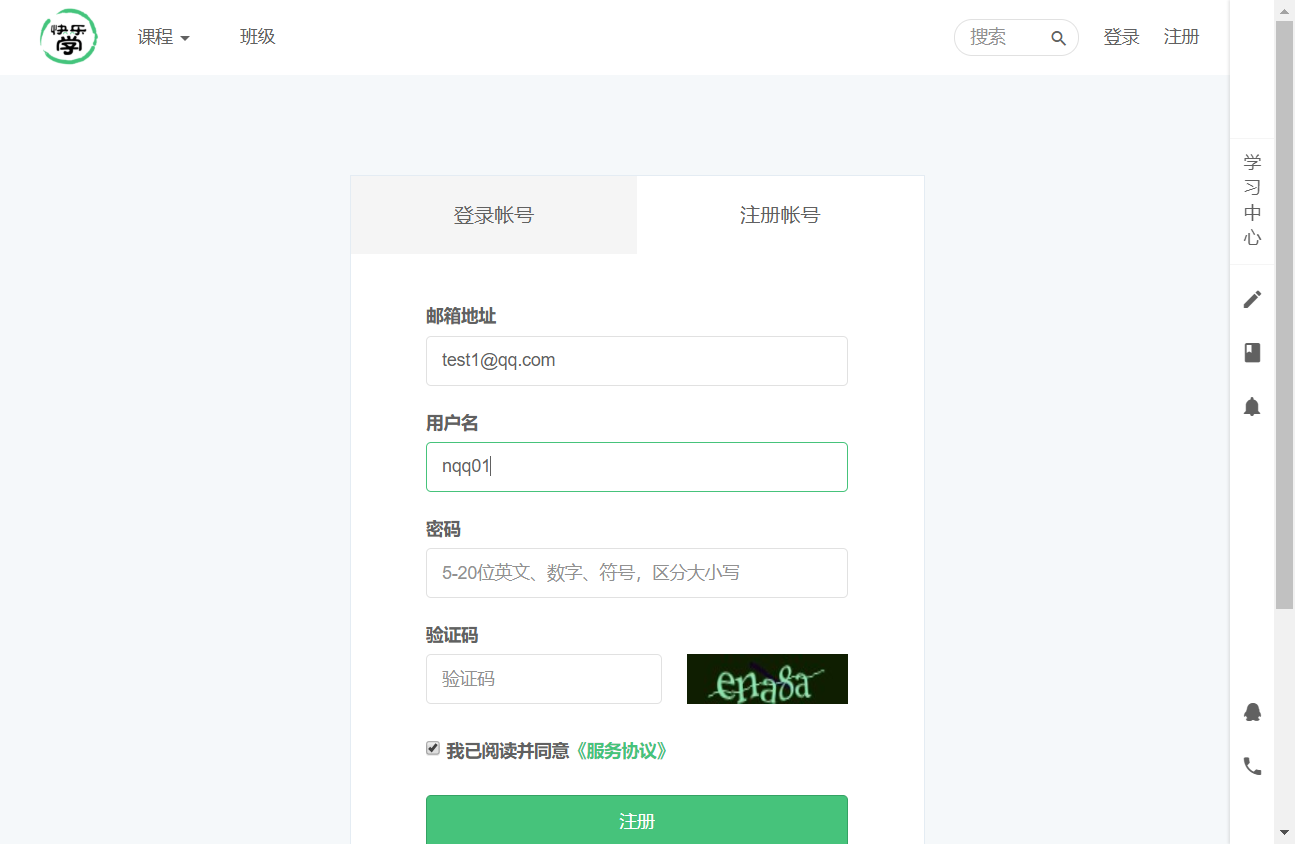 快乐
学
课程
班级
搜索
登录
注册
登录帐号
注册帐号
邮箱地址
test1@qq.com
用户名
nqq01
密码
5-20位英文、数字、符号，区分大小写
验证码
验证码
我已阅读并同意《服务协议》
注册
学
习
中
心